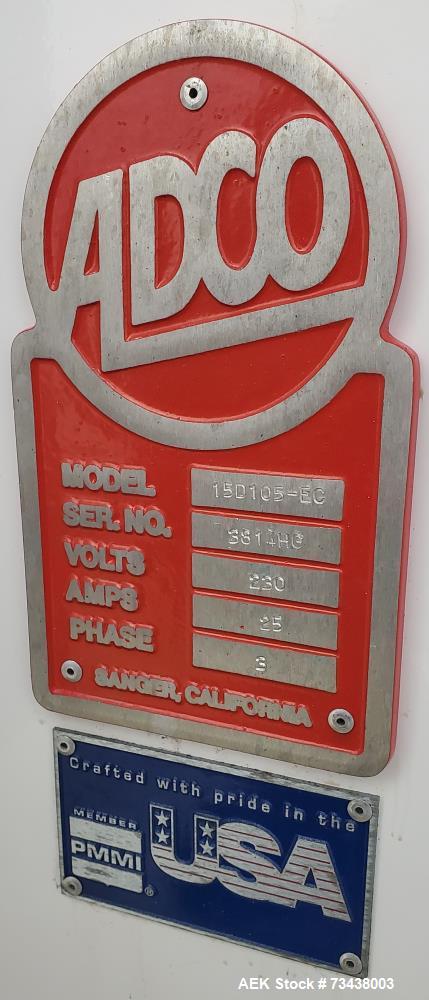 ADCO
MODEL 15D105-EC
SER. NO.
VOLTS 230
AMPS 25
PHASE 3
SANGER, CALIFORNIA
Crafted with pride in the
MEMBER
PMMI
®
USA
AEK Stock # 73438003